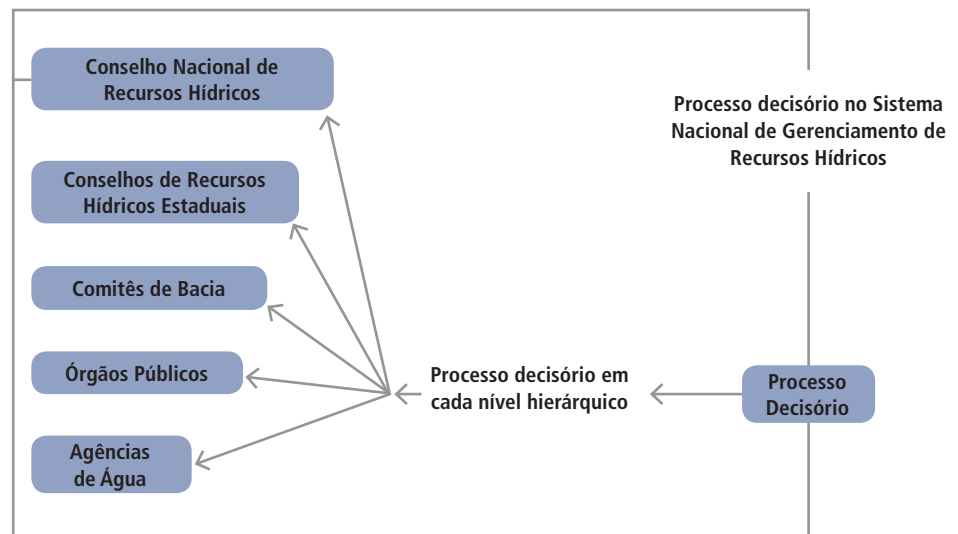 Conselho Nacional de
Recursos Hídricos
Processo decisório no Sistema
Nacional de Gerenciamento de
Recursos Hídricos
Conselhos de Recursos
Hídricos Estaduais
Comitês de Bacia
Órgãos Públicos
Processo decisório em
cada nível hierárquico
Processo
Decisório
Agências
de Água